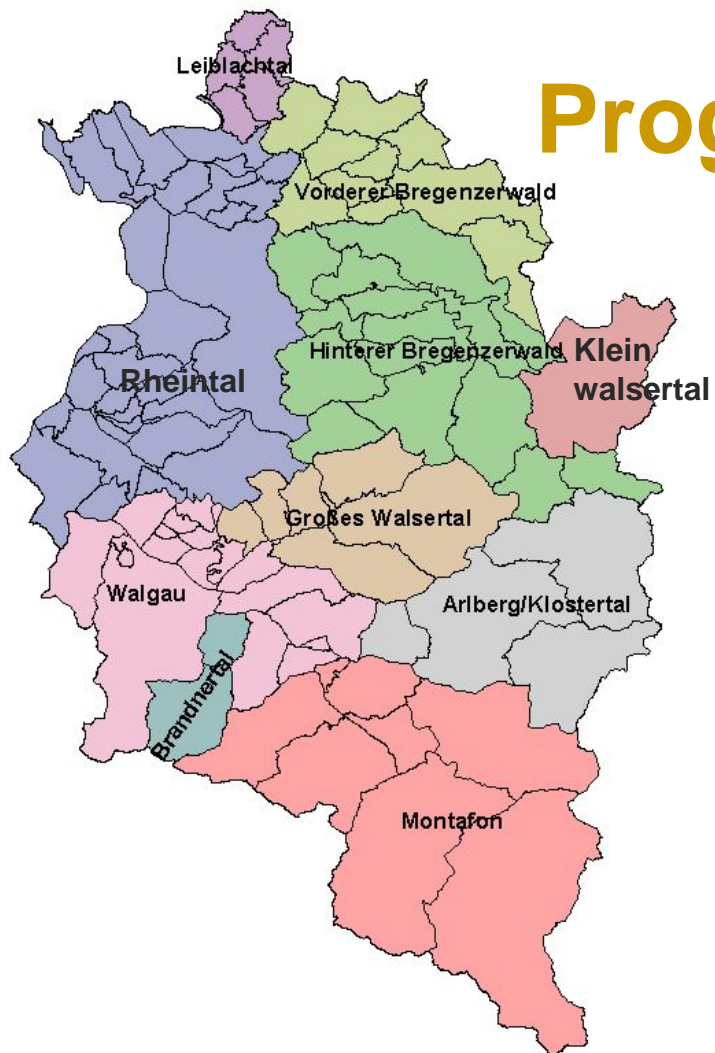 Leiblachtal
Prog
Vorderer Bregenzerwald
Hinterer Bregenzerwald
Klein
walsertal
Rheintal
Großes Walsertal
Walgau
Arlberg/Klostertal
Brandnertal
Montafon